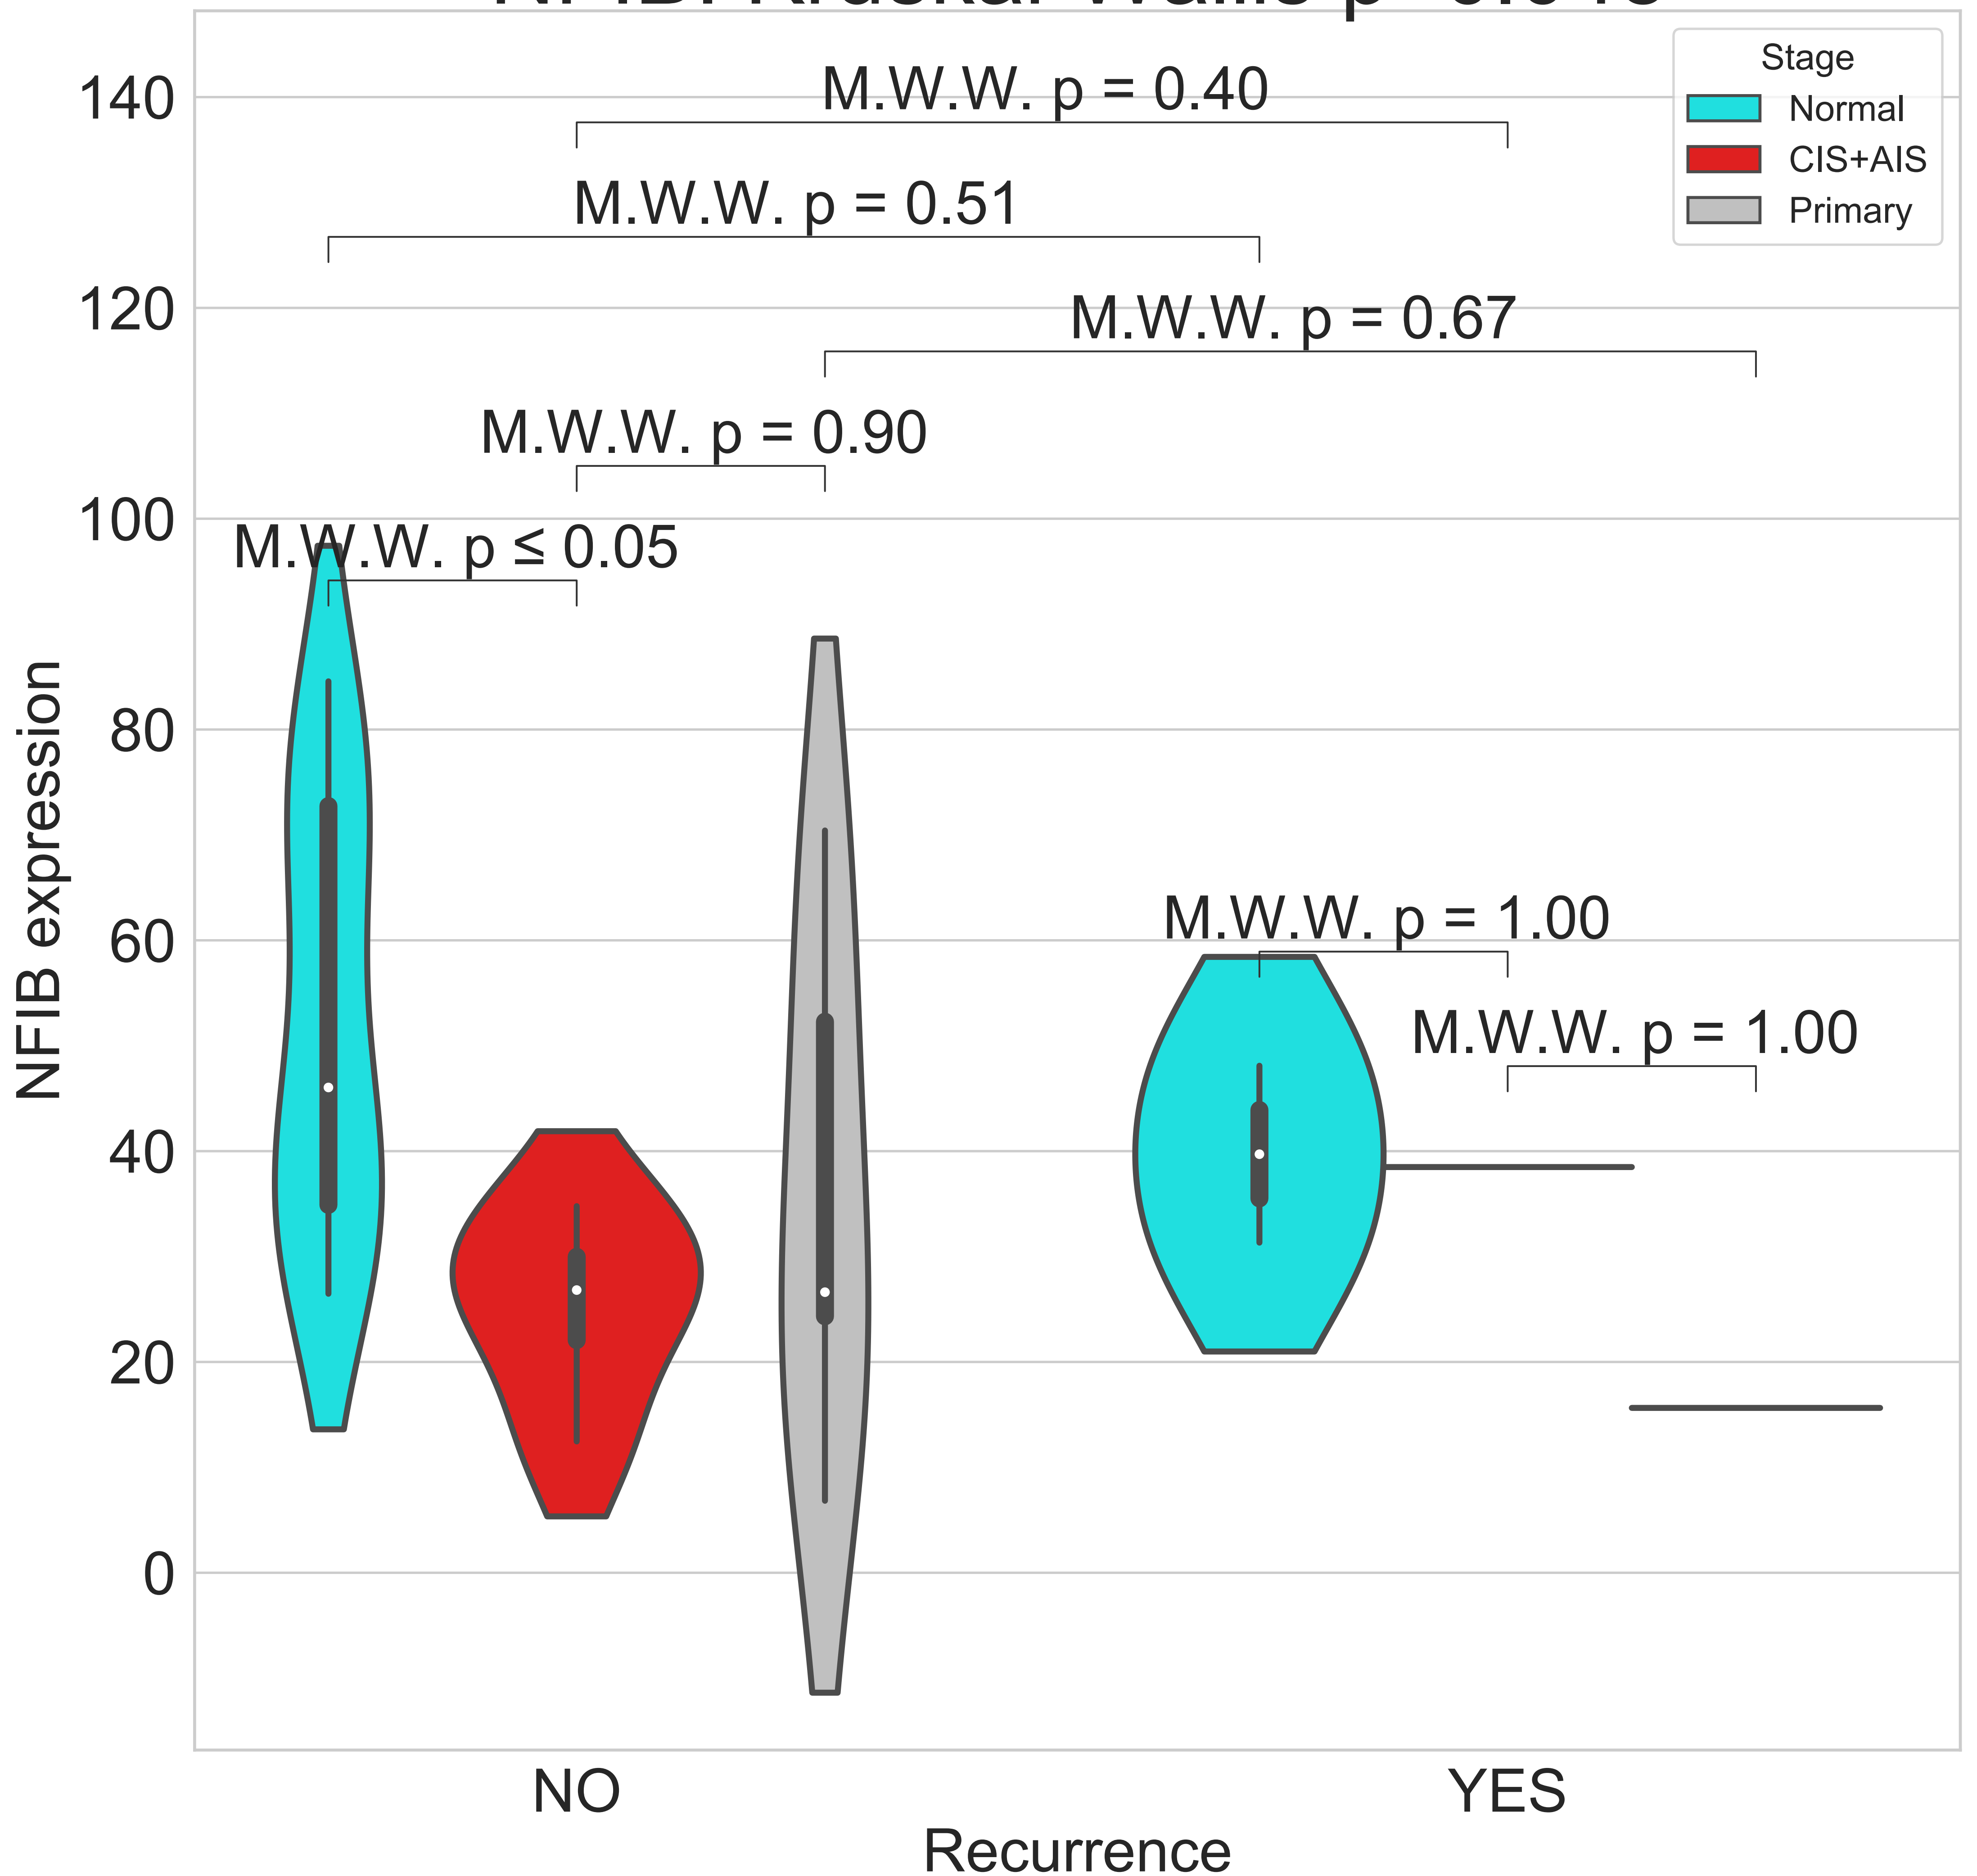 Stage
Normal
CIS+AIS
Primary
M.W.W. p = 0.40
M.W.W. p = 0.51
M.W.W. p = 0.67
M.W.W. p = 0.90
M.W.W. p ≤ 0.05
M.W.W. p = 1.00
M.W.W. p = 1.00
NFIB expression
140
120
100
80
60
40
20
0
NO
YES
Recurrence